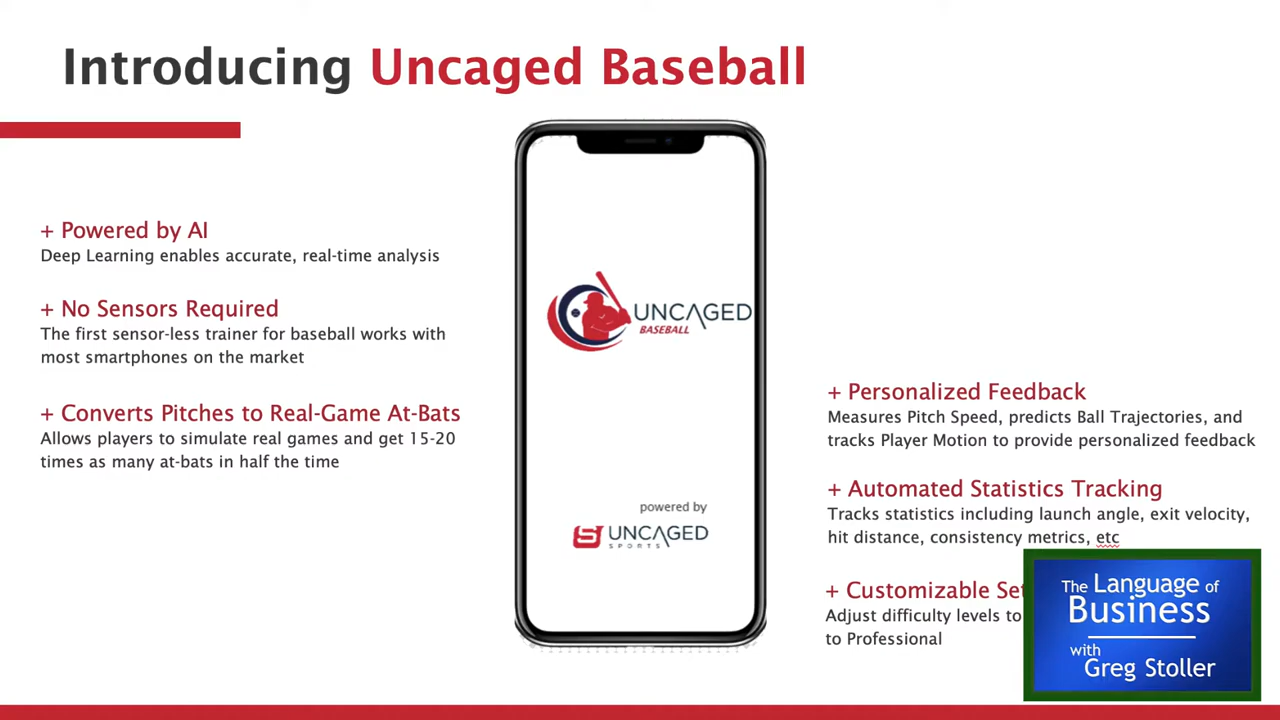 Introducing Uncaged Baseball
+ Powered by AI
Deep Learning enables accurate, real-time analysis
+ No Sensors Required
The first sensor-less trainer for baseball works with
most smartphones on the market
+ Converts Pitches to Real-Game At-Bats
Allows players to simulate real games and get 15-20
times as many at-bats in half the time
UNCAGED
BASEBALL
powered by
UNCAGED
SPORTS
+ Personalized Feedback
Measures Pitch Speed, predicts Ball Trajectories, and
tracks Player Motion to provide personalized feedback
+ Automated Statistics Tracking
Tracks statistics including launch angle, exit velocity,
hit distance, consistency metrics, etc
+ Customizable
Adjust difficulty levels to
to Professional
The Language of
Business
with
Greg Stoller